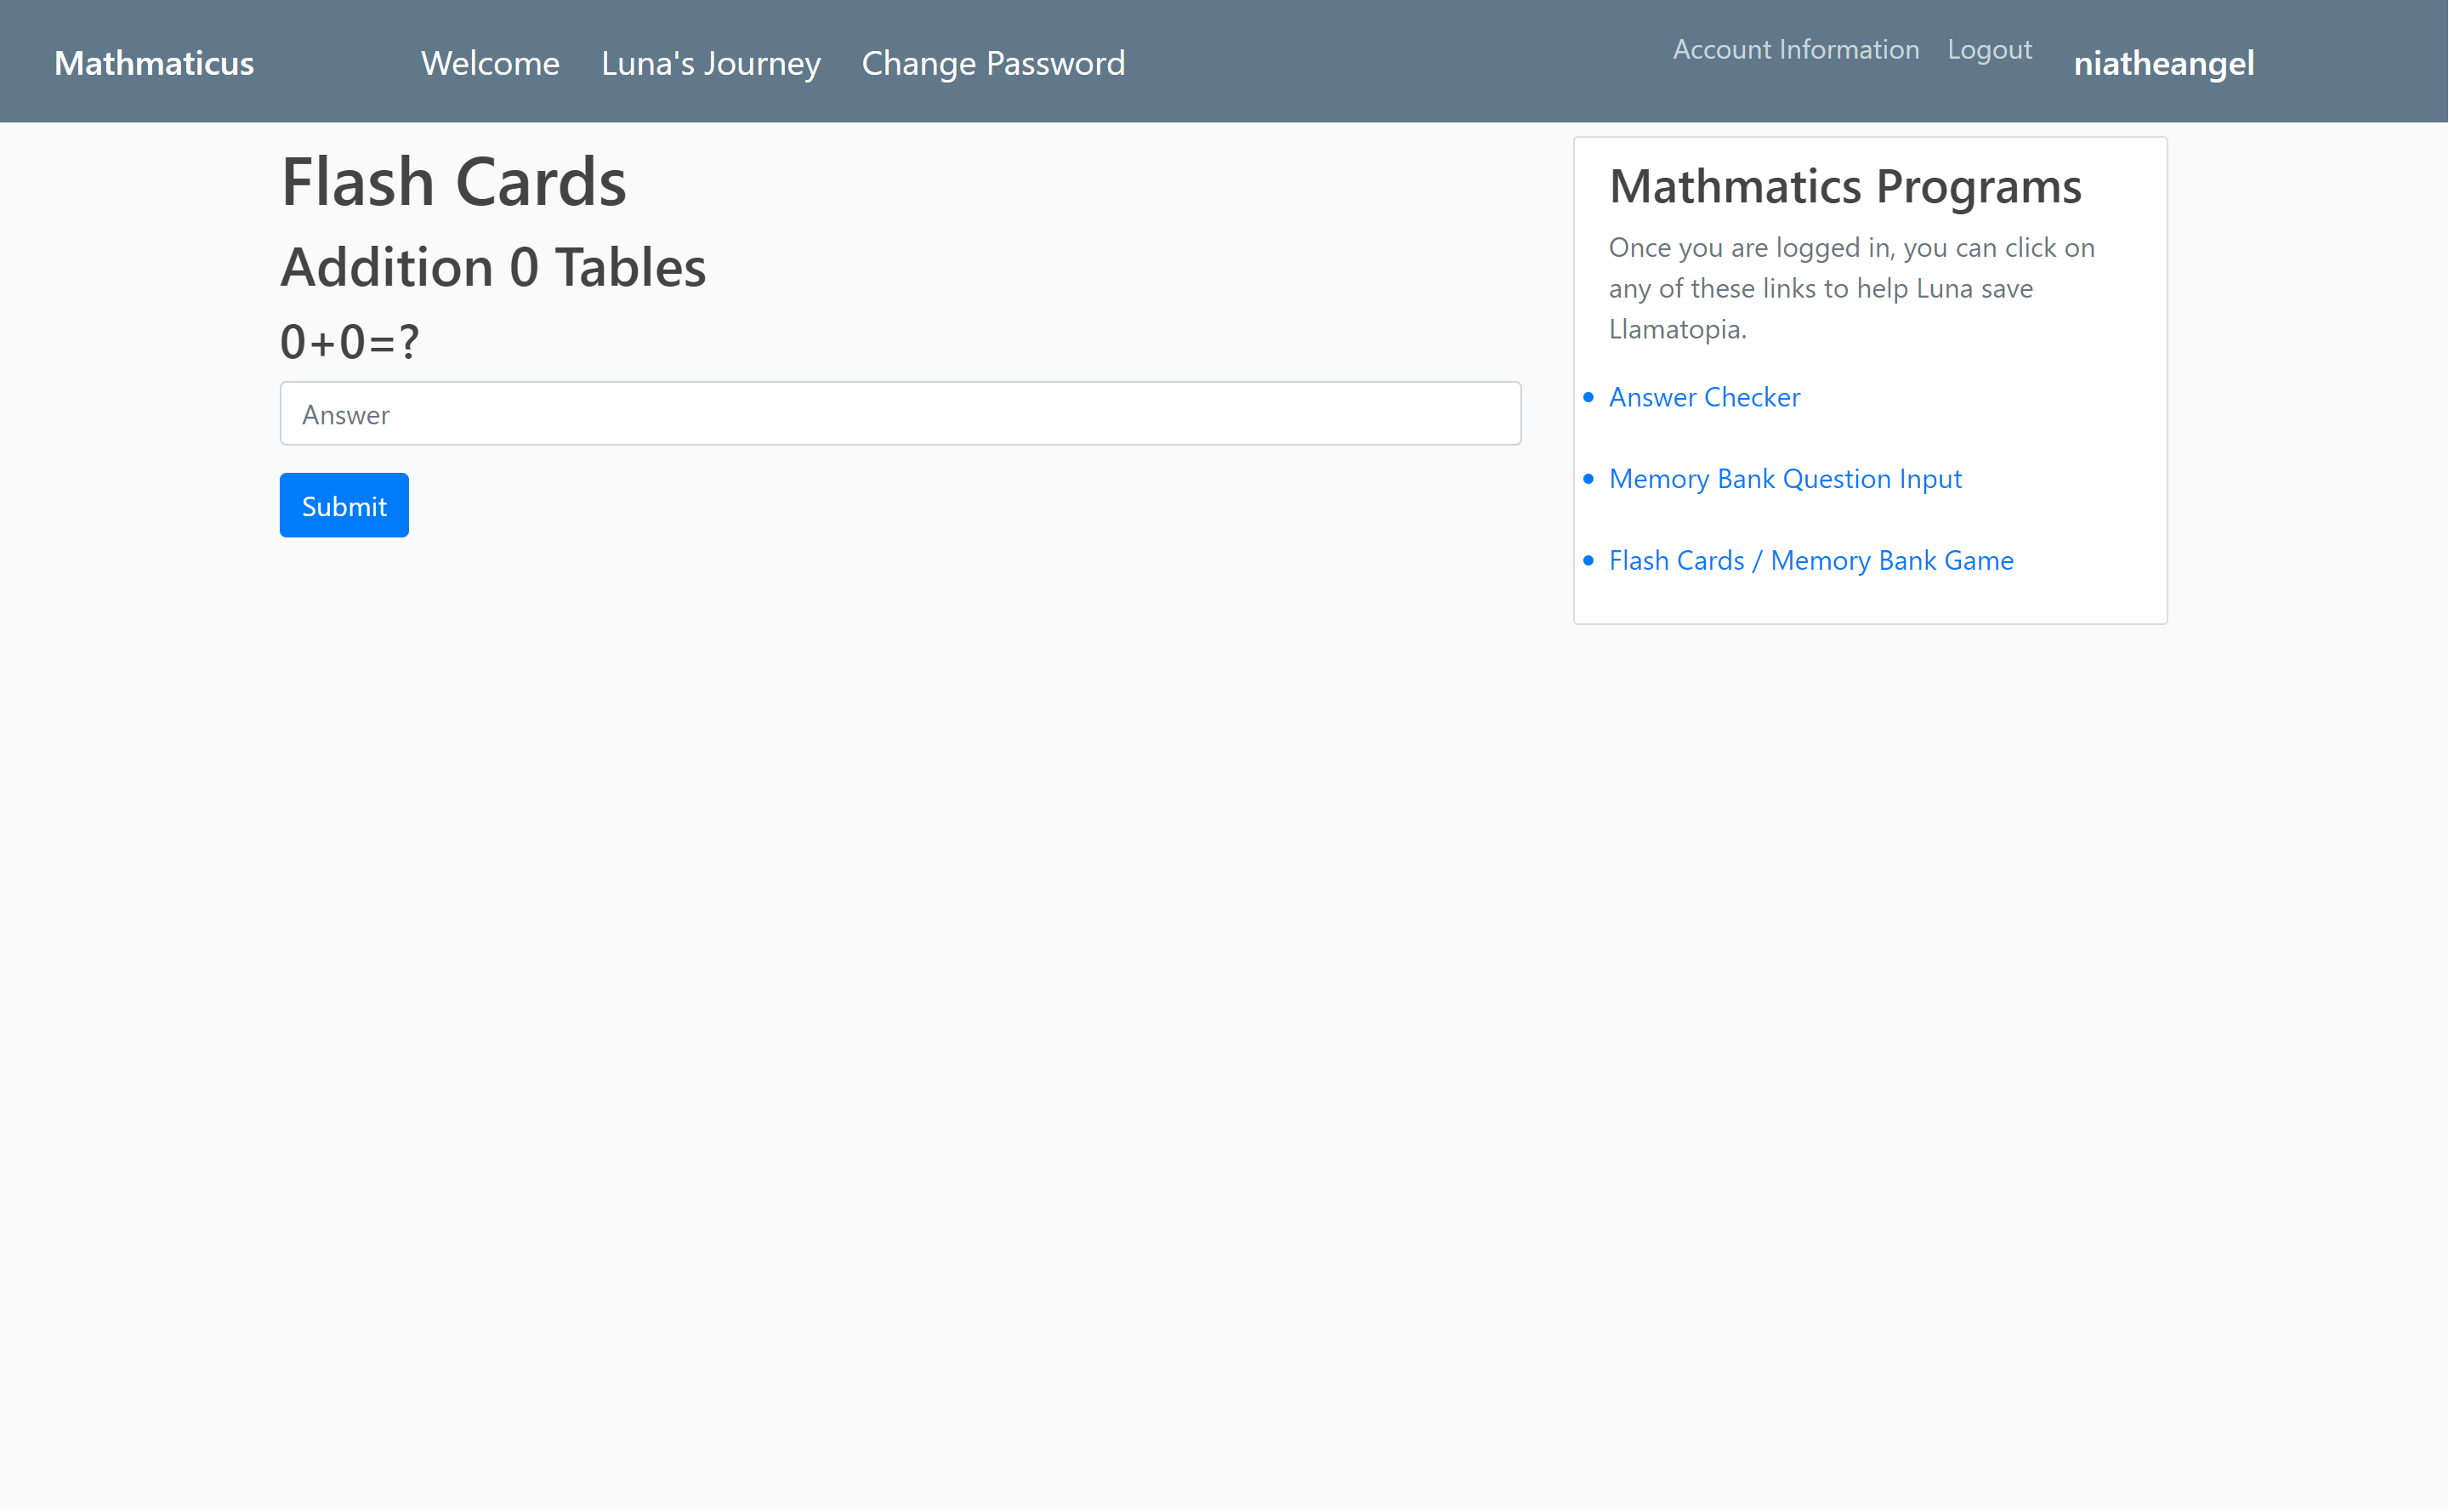 Mathmaticus
Welcome
Luna's Journey
Change Password
Account Information
Logout
niatheangel
Flash Cards
Addition 0 Tables
0+0=?
Answer
Submit
Mathmatics Programs
Once you are logged in, you can click on
any of these links to help Luna save
Llamatopia.
Answer Checker
Memory Bank Question Input
Flash Cards / Memory Bank Game